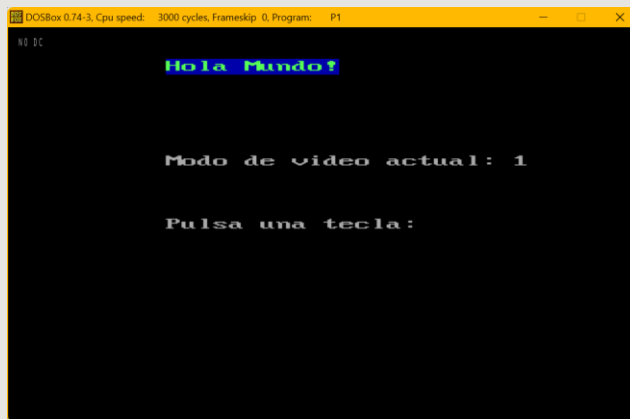 DOSBox 0.74-3, Cpu speed: 3000 cycles, Frameskip 0, Program: P1
NO DC
Hola Mundo!
Modo de video actual: 1
Pulsa una tecla: